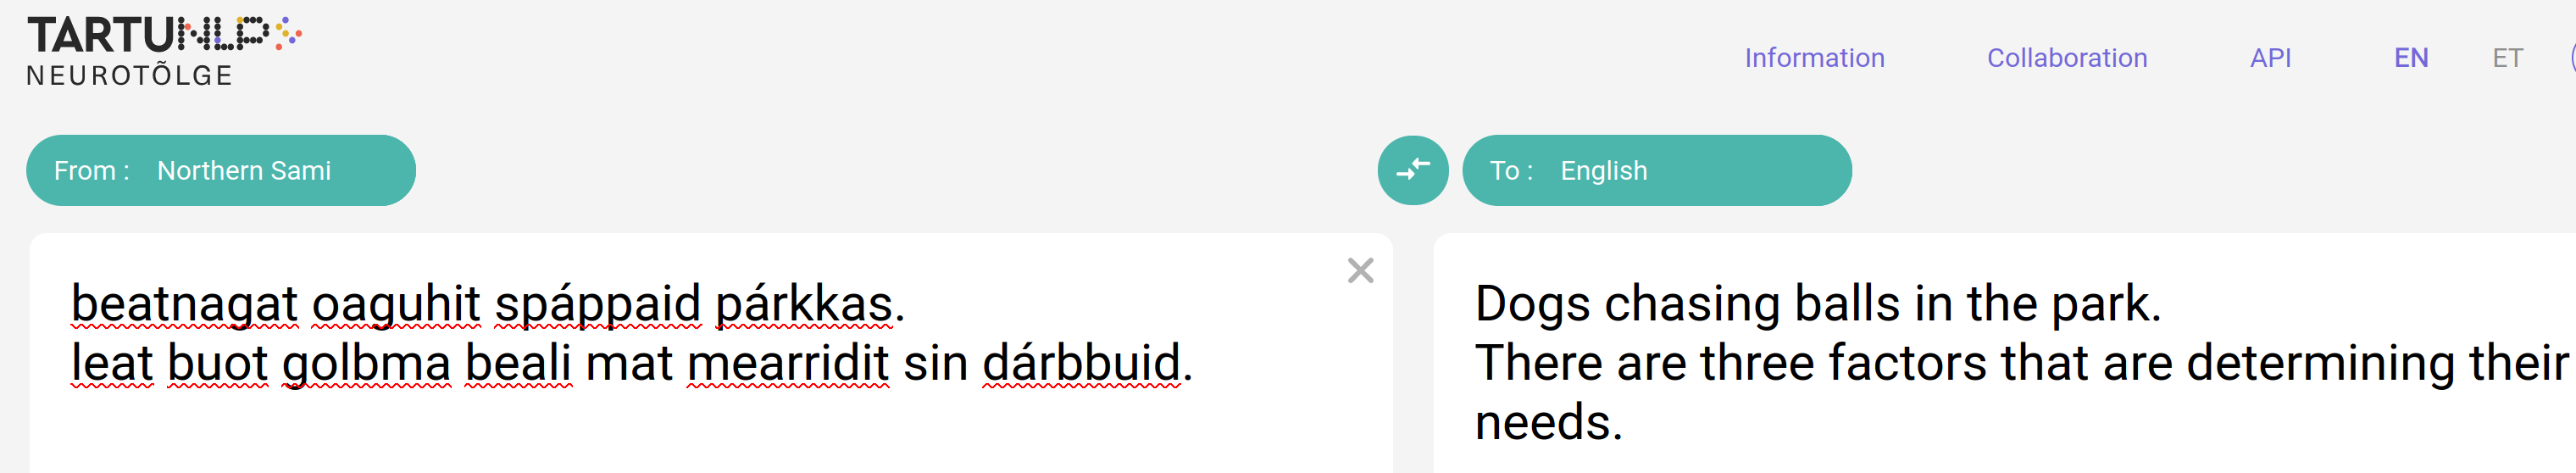 TARTUNLP
NEUROTÕLGE
Information Collaboration API EN ET
From : Northern Sami To : English
beatnagat oaguhit spáppaid párkkas.
leat buot golbma beali mat mearridit sin dárbbuid.
Dogs chasing balls in the park.
There are three factors that are determining their
needs.